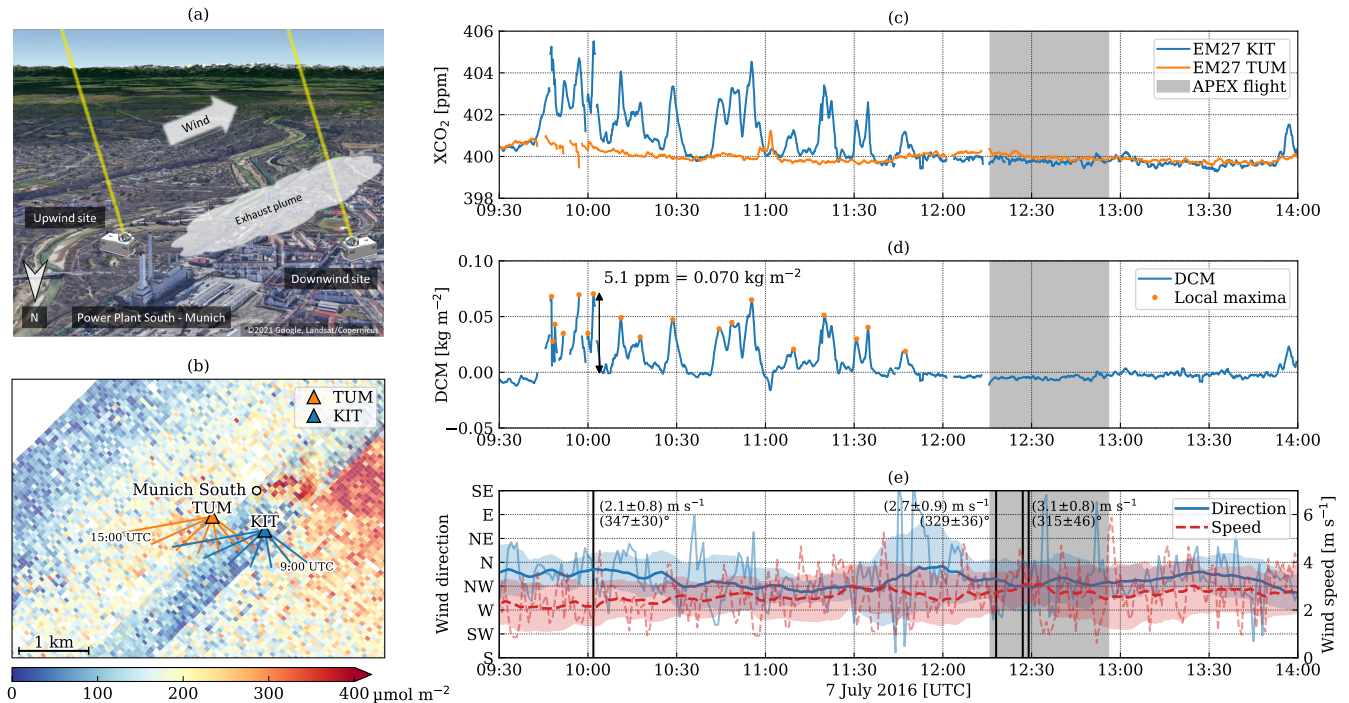 (a)
Wind
Exhaust plume
Upwind site
Downwind site
N
Power Plant South - Munich
©2021 Google, Landsat/Copernicus
(b)
TUM
KIT
Munich South
TUM
KIT
15:00 UTC
9:00 UTC
1 km
0 100 200 300 400 μmol m⁻²
(c)
XCO₂ [ppm]
406
404
402
400
398
EM27 KIT
EM27 TUM
APEX flight
09:30 10:00 10:30 11:00 11:30 12:00 12:30 13:00 13:30 14:00
(d)
DCM [kg m⁻²]
0.10
0.05
0.00
−0.05
5.1 ppm = 0.070 kg m⁻²
DCM
Local maxima
09:30 10:00 10:30 11:00 11:30 12:00 12:30 13:00 13:30 14:00
(e)
Wind direction
SE
E
NE
N
NW
W
SW
S
(2.1±0.8) m s⁻¹
(347±30)°
(2.7±0.9) m s⁻¹
(329±36)°
(3.1±0.8) m s⁻¹
(315±46)°
Direction
Speed
6
4
2
0
Wind speed [m s⁻¹]
09:30 10:00 10:30 11:00 11:30 12:00 12:30 13:00 13:30 14:00
7 July 2016 [UTC]